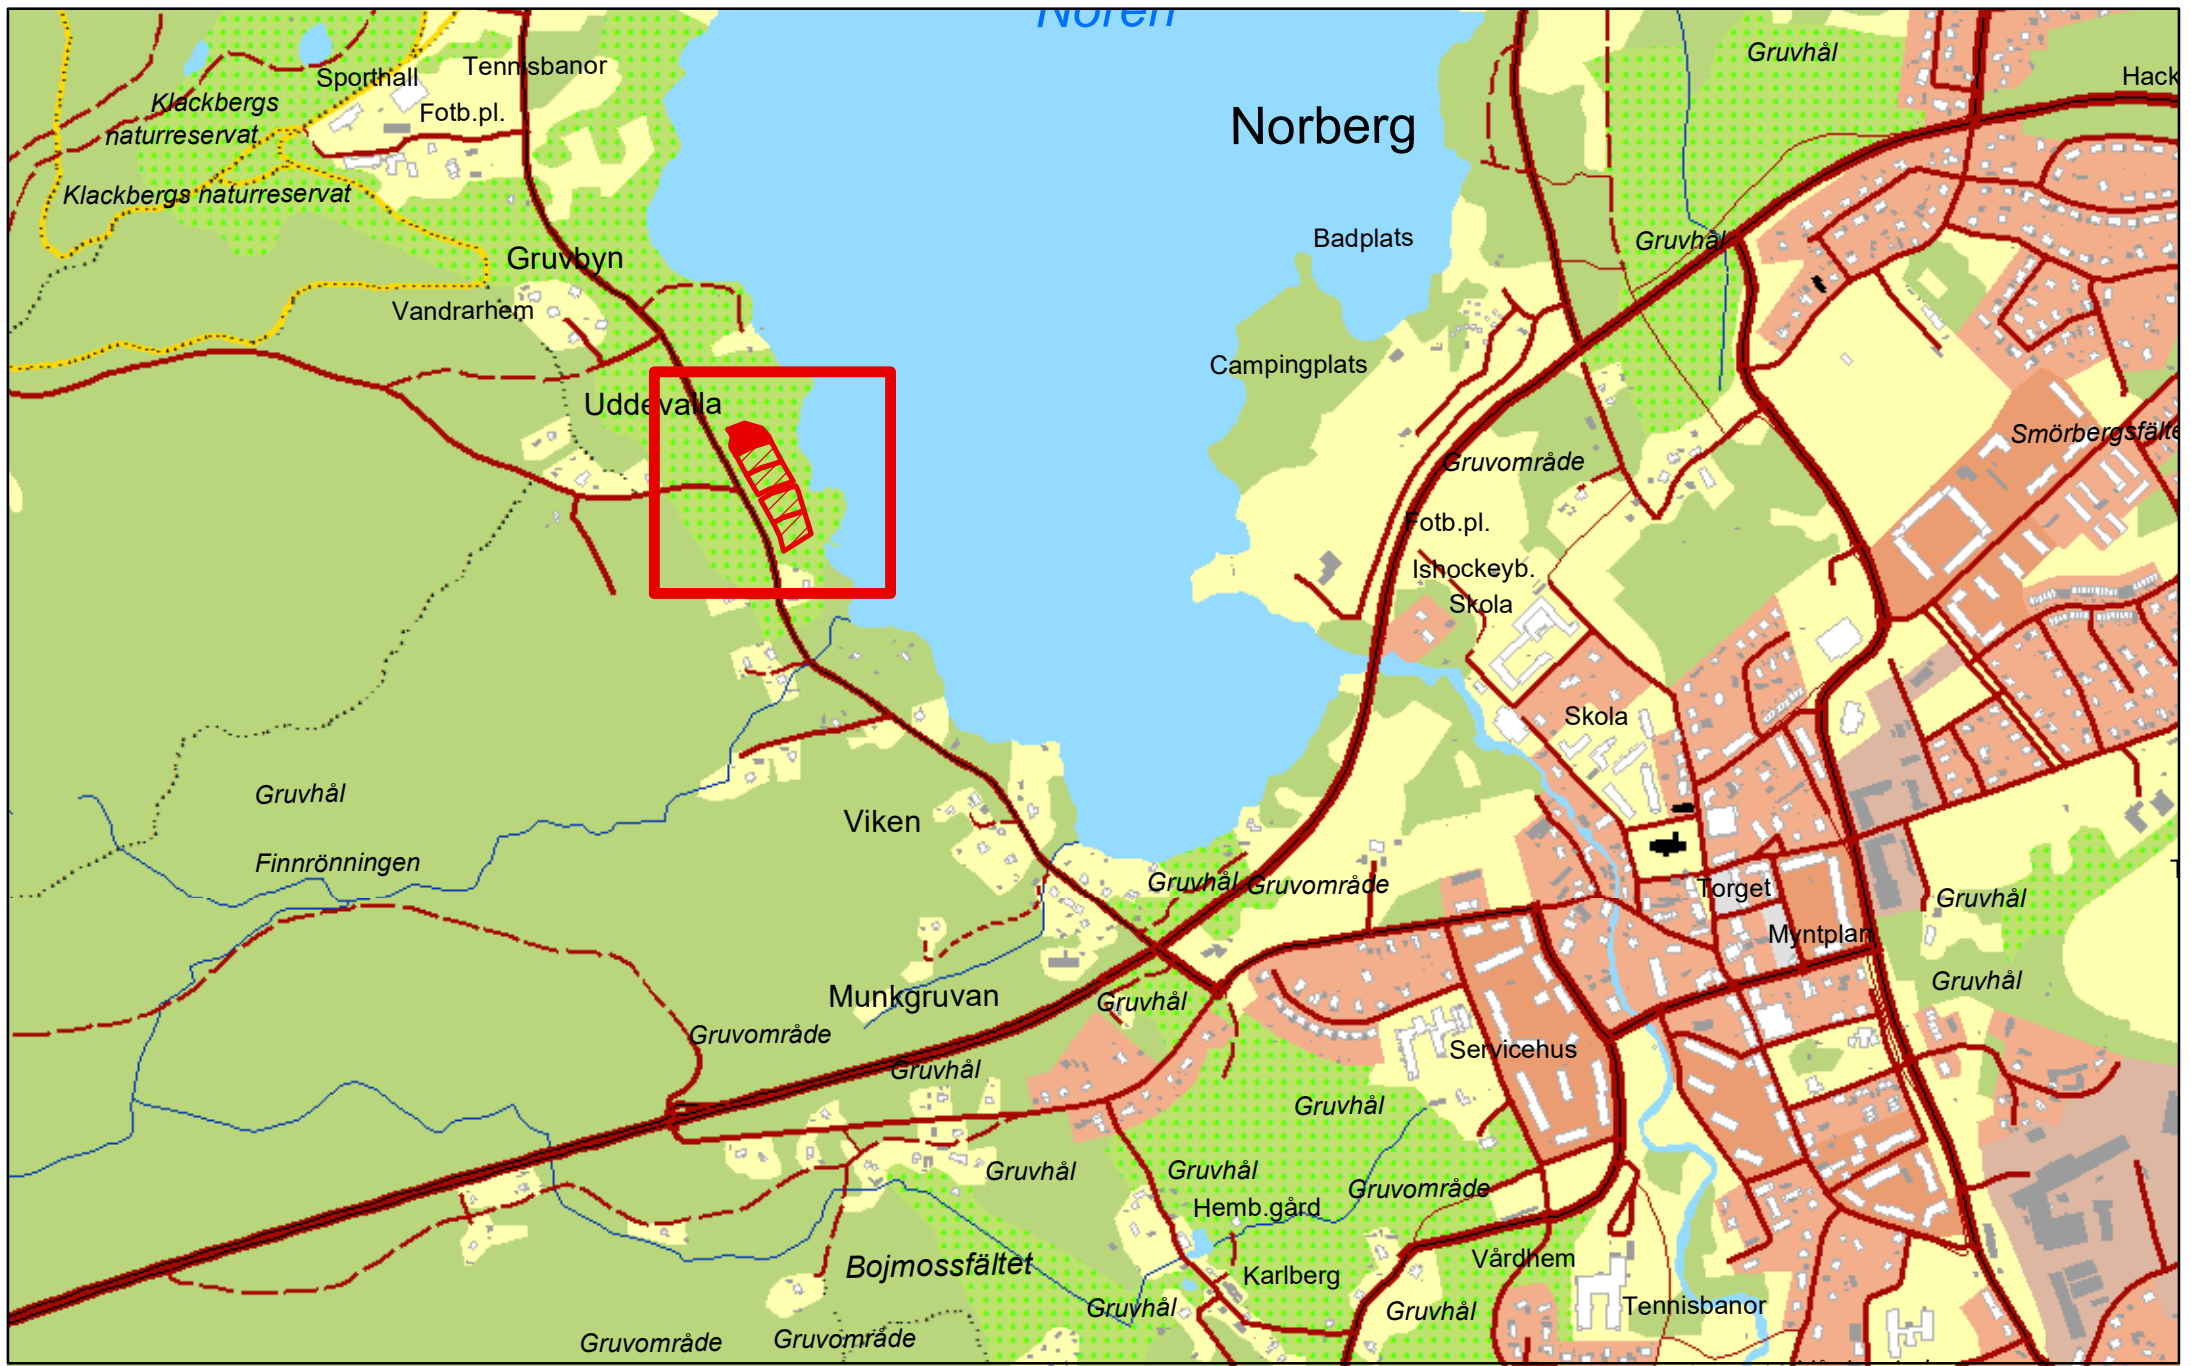 Noren
Gruvhål
Sporthall
Tennisbanor
Hack
Klackbergs
naturreservat
Fotb.pl.
Norberg
Klackbergs naturreservat
Badplats
Gruvhål
Gruvbyn
Vandrarhem
Campingplats
Uddevalla
Smörbergsfälte
Gruvområde
Fotb.pl.
Ishockeyb.
Skola
Skola
Gruvhål
Viken
Finnrönningen
Gruvhål
Gruvområde
Torget
Gruvhål
Myntplan
Gruvhål
Munkgruvan
Gruvhål
Gruvområde
Servicehus
Gruvhål
Gruvhål
Gruvhål
Gruvhål
Gruvområde
Hemb.gård
Bojmossfältet
Vårdhem
Karlberg
Gruvhål
Gruvhål
Tennisbanor
Gruvområde
Gruvområde